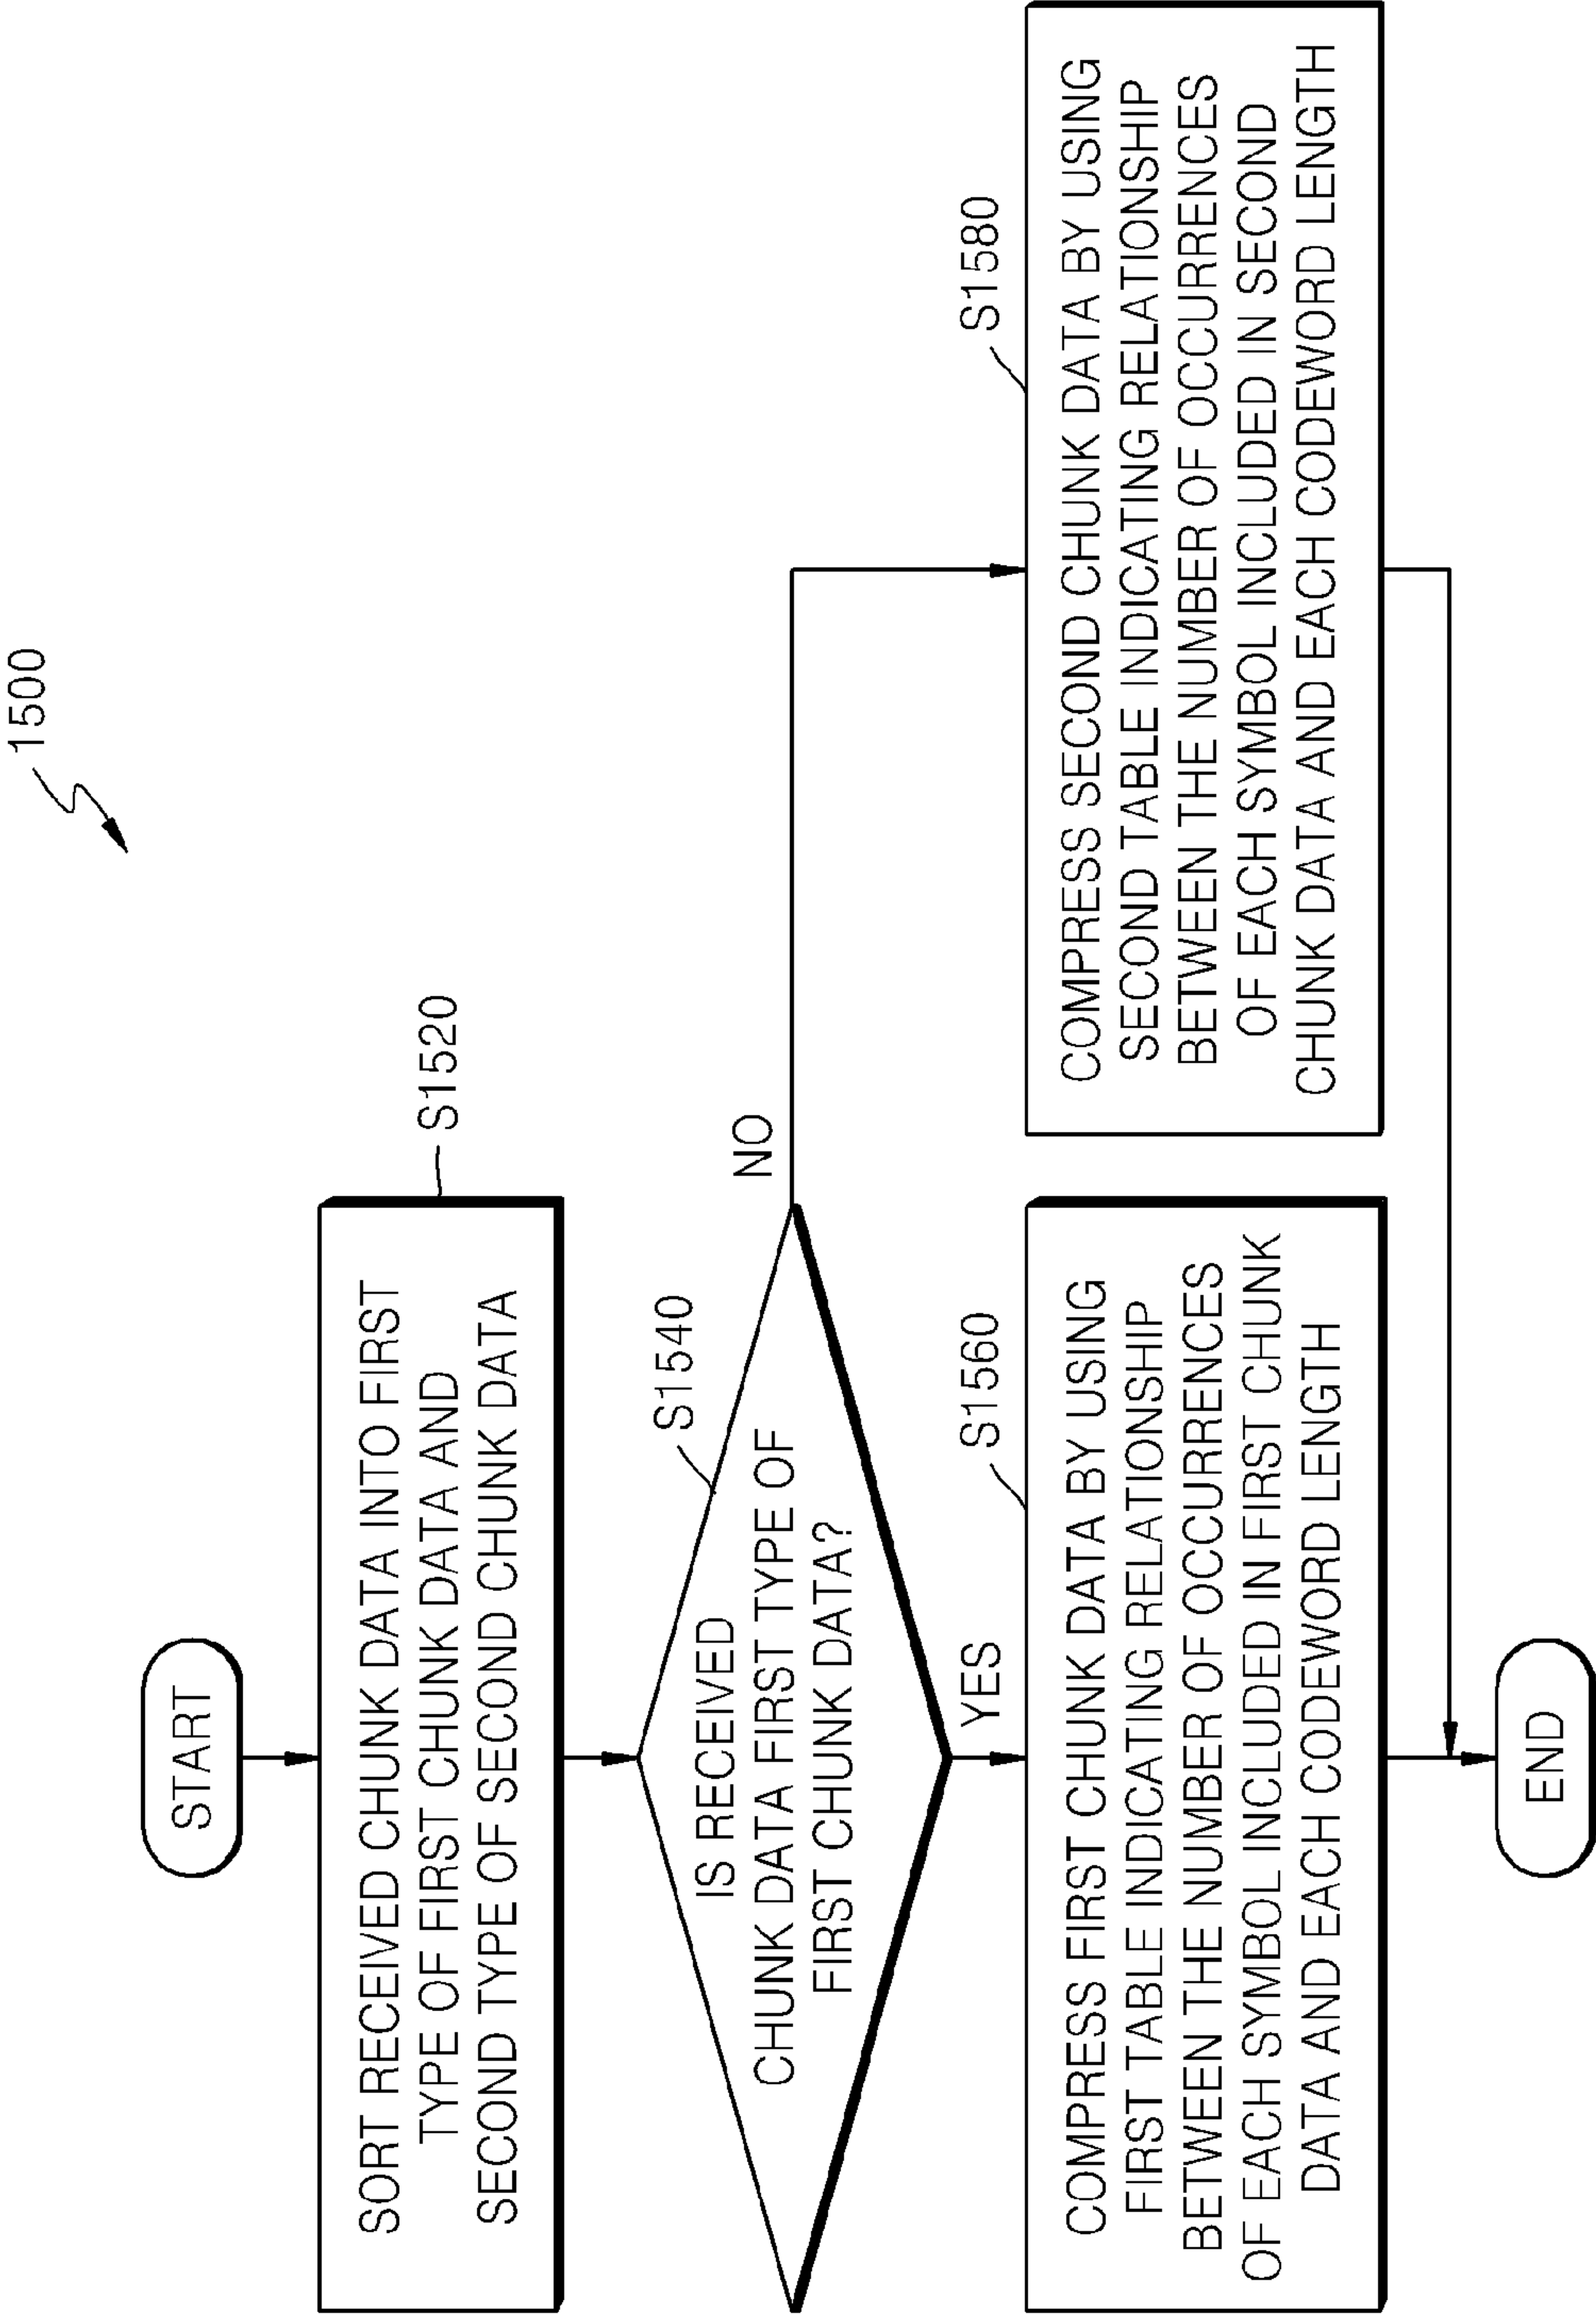 1500
START
SORT RECEIVED CHUNK DATA INTO FIRST
TYPE OF FIRST CHUNK DATA AND
SECOND TYPE OF SECOND CHUNK DATA
S1520
S1540
IS RECEIVED
CHUNK DATA FIRST TYPE OF
FIRST CHUNK DATA?
NO
YES
S1560
COMPRESS FIRST CHUNK DATA BY USING
FIRST TABLE INDICATING RELATIONSHIP
BETWEEN THE NUMBER OF OCCURRENCES
OF EACH SYMBOL INCLUDED IN FIRST CHUNK
DATA AND EACH CODEWORD LENGTH
S1580
COMPRESS SECOND CHUNK DATA BY USING
SECOND TABLE INDICATING RELATIONSHIP
BETWEEN THE NUMBER OF OCCURRENCES
OF EACH SYMBOL INCLUDED IN SECOND
CHUNK DATA AND EACH CODEWORD LENGTH
END